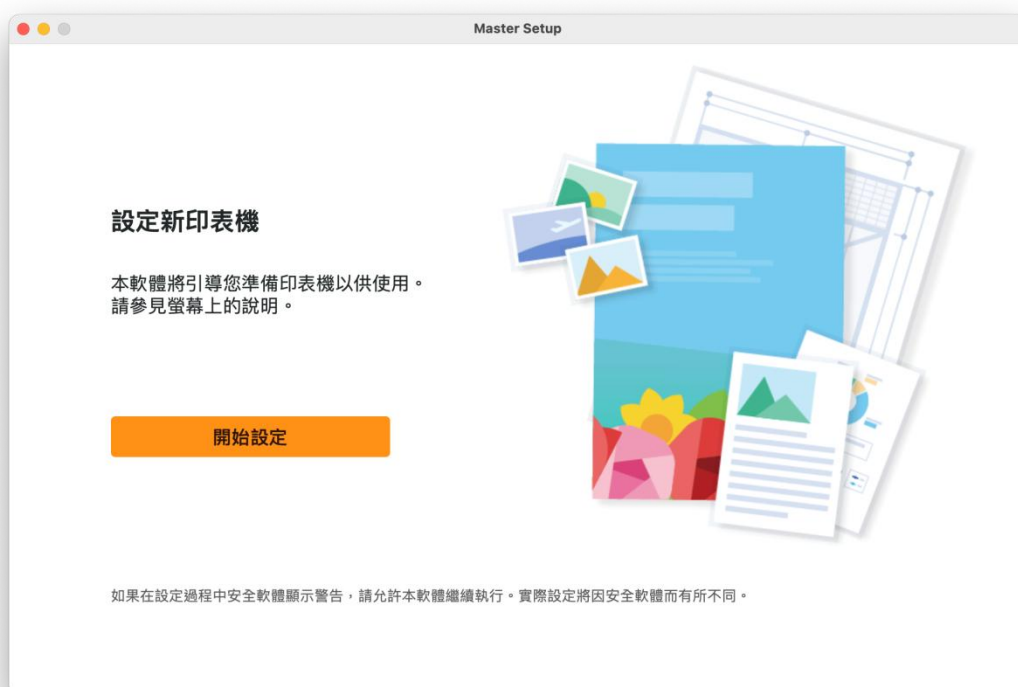 Master Setup
設定新印表機
本軟體將引導您準備印表機以供使用。
請參見螢幕上的說明。
開始設定
如果在設定過程中安全軟體顯示警告，請允許本軟體繼續執行。實際設定將因安全軟體而有所不同。